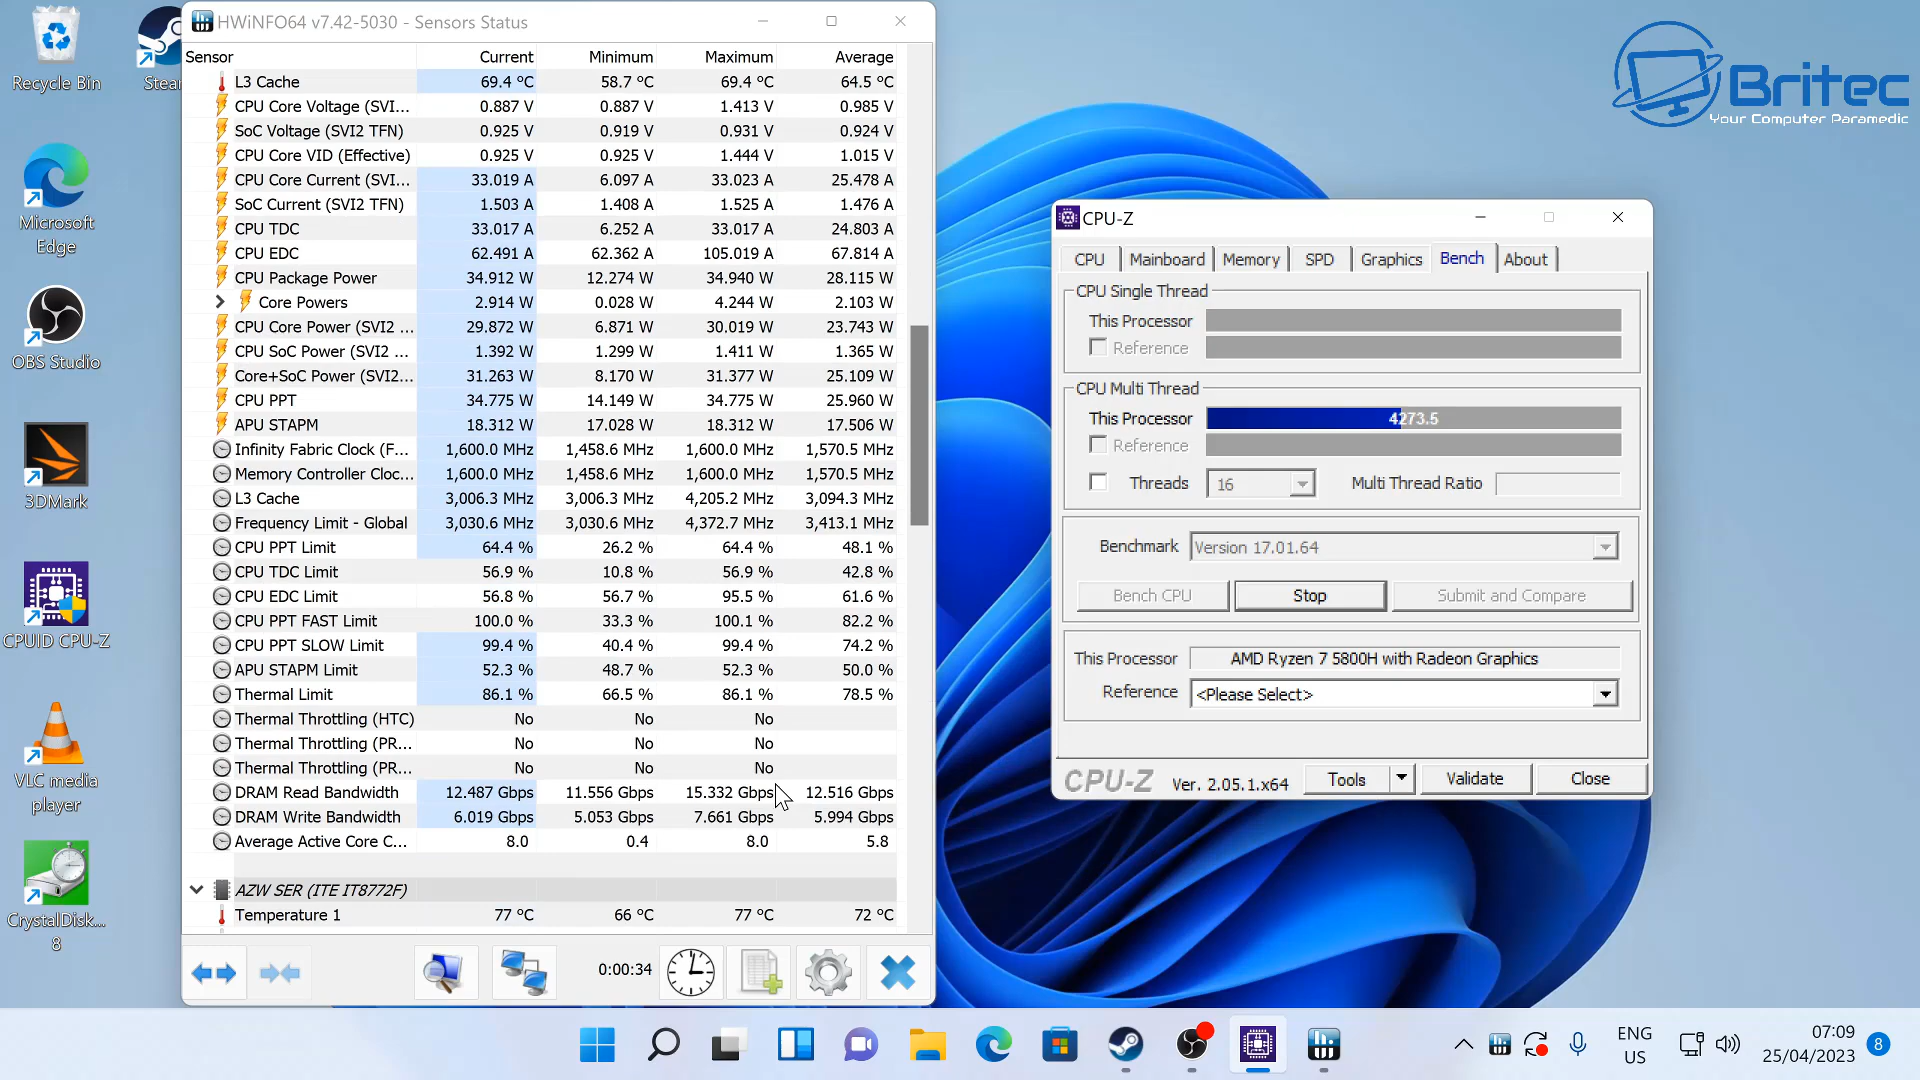 Recycle Bin
Steam
Microsoft Edge
OBS Studio
3DMark
CPUID CPU-Z
VLC media player
CrystalDisk... 8
HWiNFO64 v7.42-5030 - Sensors Status
Sensor Current Minimum Maximum Average
L3 Cache 69.4 °C 58.7 °C 69.4 °C 64.5 °C
CPU Core Voltage (SVI... 0.887 V 0.887 V 1.413 V 0.985 V
SoC Voltage (SVI2 TFN) 0.925 V 0.919 V 0.931 V 0.924 V
CPU Core VID (Effective) 0.925 V 0.925 V 1.444 V 1.015 V
CPU Core Current (SVI... 33.019 A 6.097 A 33.023 A 25.478 A
SoC Current (SVI2 TFN) 1.503 A 1.408 A 1.525 A 1.476 A
CPU TDC 33.017 A 6.252 A 33.017 A 24.803 A
CPU EDC 62.491 A 62.362 A 105.019 A 67.814 A
CPU Package Power 34.912 W 12.274 W 34.940 W 28.115 W
Core Powers 2.914 W 0.028 W 4.244 W 2.103 W
CPU Core Power (SVI2 ... 29.872 W 6.871 W 30.019 W 23.743 W
CPU SoC Power (SVI2 ... 1.392 W 1.299 W 1.411 W 1.365 W
Core+SoC Power (SVI2... 31.263 W 8.170 W 31.377 W 25.109 W
CPU PPT 34.775 W 14.149 W 34.775 W 25.960 W
APU STAPM 18.312 W 17.028 W 18.312 W 17.506 W
Infinity Fabric Clock (F... 1,600.0 MHz 1,458.6 MHz 1,600.0 MHz 1,570.5 MHz
Memory Controller Cloc... 1,600.0 MHz 1,458.6 MHz 1,600.0 MHz 1,570.5 MHz
L3 Cache 3,006.3 MHz 3,006.3 MHz 4,205.2 MHz 3,094.3 MHz
Frequency Limit - Global 3,030.6 MHz 3,030.6 MHz 4,372.7 MHz 3,413.1 MHz
CPU PPT Limit 64.4 % 26.2 % 64.4 % 48.1 %
CPU TDC Limit 56.9 % 10.8 % 56.9 % 42.8 %
CPU EDC Limit 56.8 % 56.7 % 95.5 % 61.6 %
CPU PPT FAST Limit 100.0 % 33.3 % 100.1 % 82.2 %
CPU PPT SLOW Limit 99.4 % 40.4 % 99.4 % 74.2 %
APU STAPM Limit 52.3 % 48.7 % 52.3 % 50.0 %
Thermal Limit 86.1 % 66.5 % 86.1 % 78.5 %
Thermal Throttling (HTC) No No No
Thermal Throttling (PR... No No No
Thermal Throttling (PR... No No No
DRAM Read Bandwidth 12.487 Gbps 11.556 Gbps 15.332 Gbps 12.516 Gbps
DRAM Write Bandwidth 6.019 Gbps 5.053 Gbps 7.661 Gbps 5.994 Gbps
Average Active Core C... 8.0 0.4 8.0 5.8
AZW SER (ITE IT8772F)
Temperature 1 77 °C 66 °C 77 °C 72 °C
0:00:34
Britec
Your Computer Paramedic
CPU-Z
CPU Mainboard Memory SPD Graphics Bench About
CPU Single Thread
This Processor
Reference
CPU Multi Thread
This Processor 4273.5
Reference
Threads 16 Multi Thread Ratio
Benchmark Version 17.01.64
Bench CPU Stop Submit and Compare
This Processor AMD Ryzen 7 5800H with Radeon Graphics
Reference <Please Select>
CPU-Z Ver. 2.05.1.x64 Tools Validate Close
ENG US
07:09
25/04/2023
8